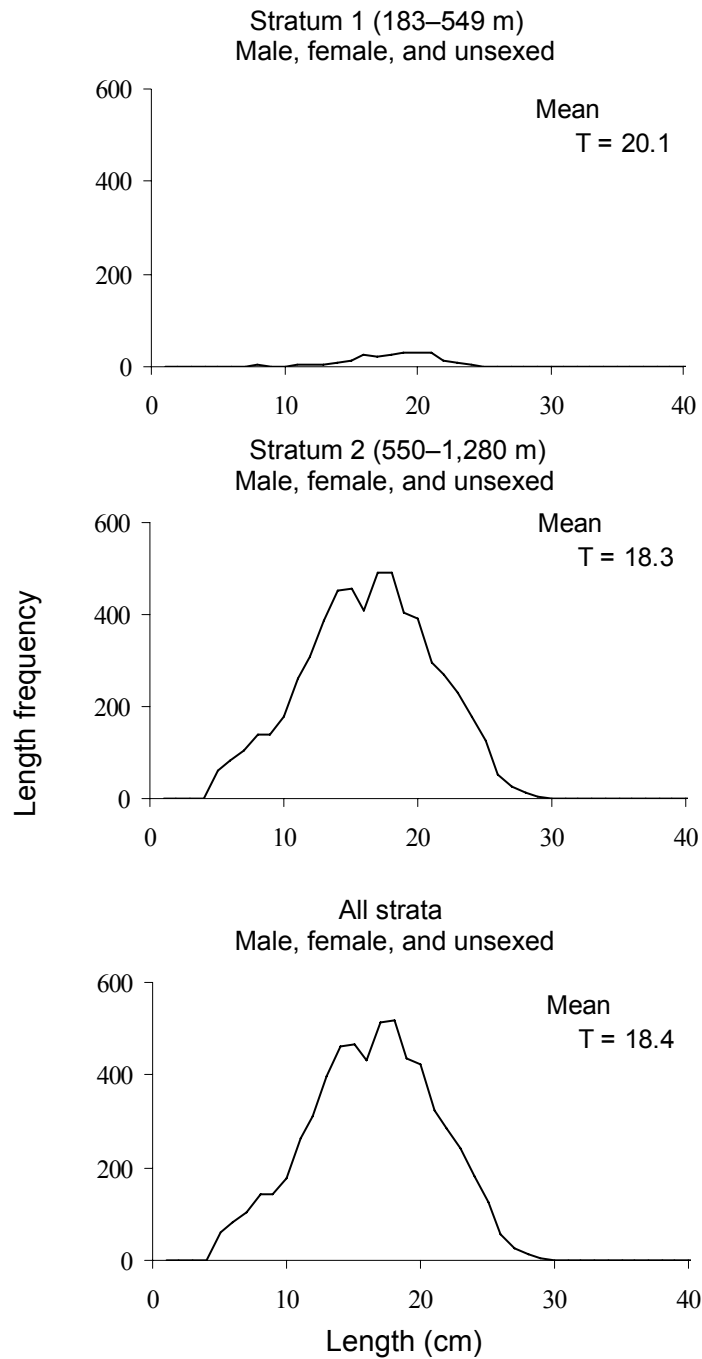 Stratum 1 (183–549 m)
Male, female, and unsexed
Mean
T = 20.1
600
400
200
0
0 10 20 30 40
Stratum 2 (550–1,280 m)
Male, female, and unsexed
Mean
T = 18.3
600
400
200
0
0 10 20 30 40
Length frequency
All strata
Male, female, and unsexed
Mean
T = 18.4
600
400
200
0
0 10 20 30 40
Length (cm)